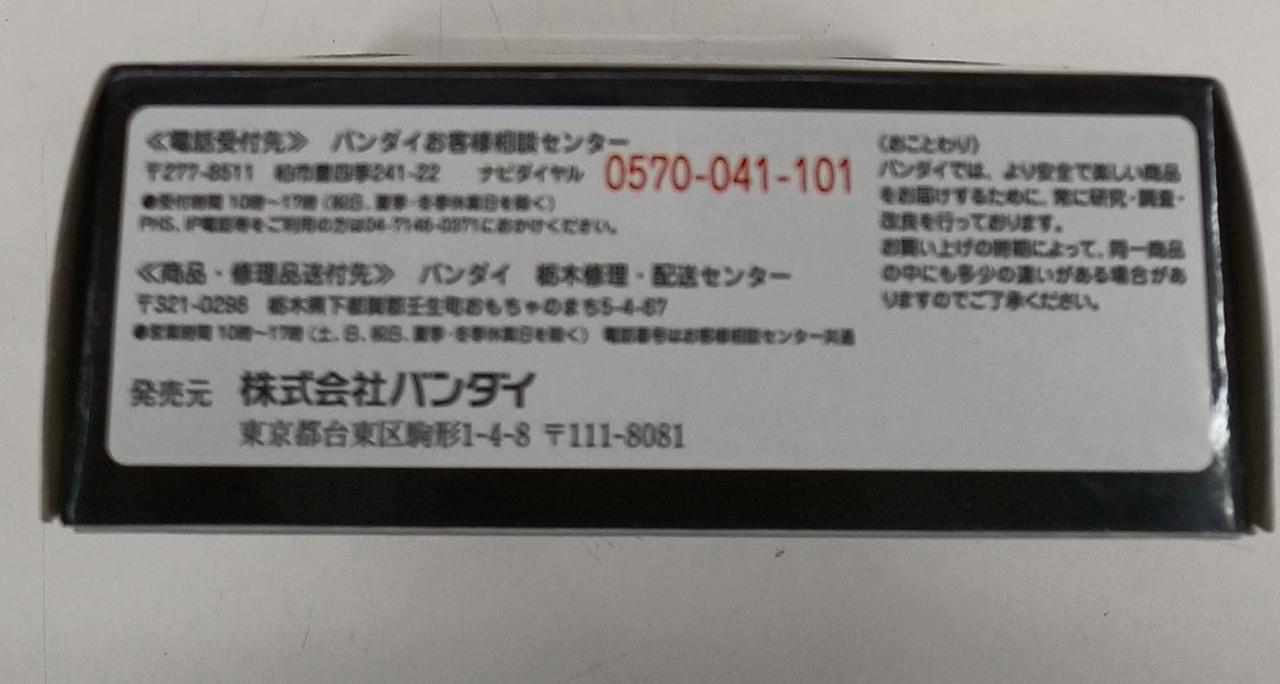 ≪電話受付先≫ バンダイお客様相談センター
〒277-8511 柏市豊四季241-22 ナビダイヤル 0570-041-101
●受付時間 10時～17時（祝日、夏季・冬季休業日を除く）
PHS、IP電話等をご利用の方は04-7146-0371におかけください。
≪商品・修理品送付先≫ バンダイ 栃木修理・配送センター
〒321-0298 栃木県下都賀郡壬生町おもちゃのまち5-4-67
●営業時間 10時～17時（土、日、祝日、夏季・冬季休業日を除く） 電話番号はお客様相談センター共通
発売元 株式会社バンダイ
東京都台東区駒形1-4-8 〒111-8081
〈おことわり〉
バンダイでは、より安全で楽しい商品
をお届けするために、常に研究・調査・
改良を行っております。
お買い上げの時期によって、同一商品
の中にも多少の違いがある場合があ
りますのでご了承ください。